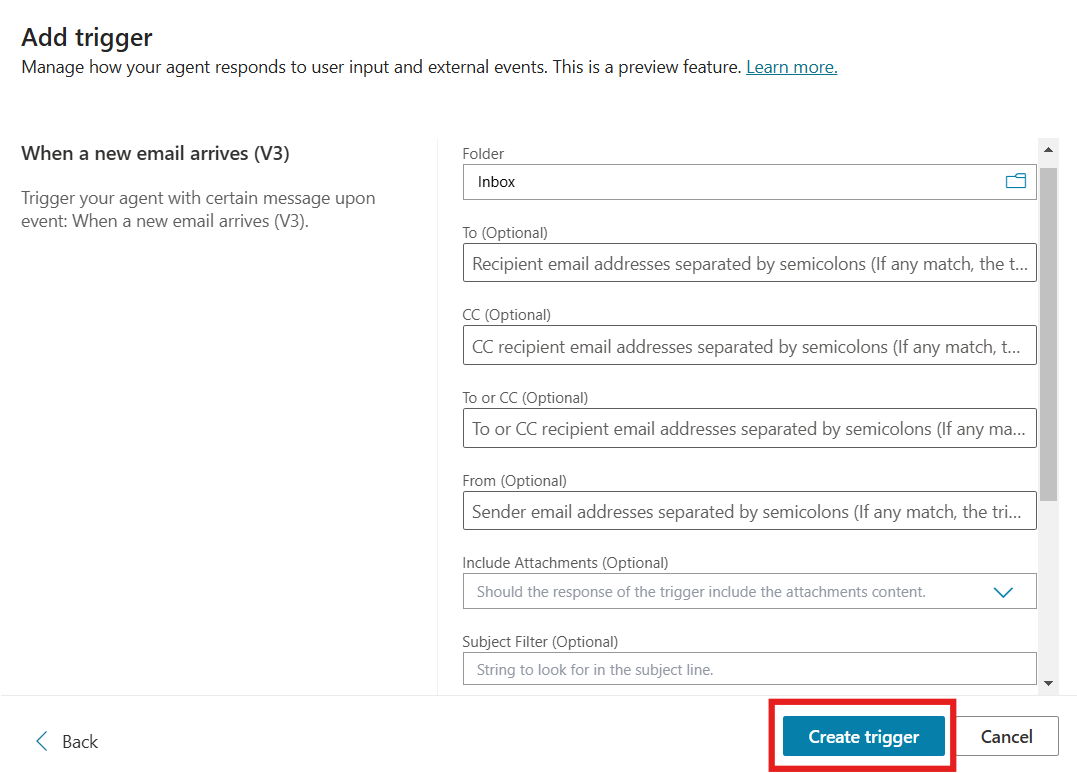 Add trigger
Manage how your agent responds to user input and external events. This is a preview feature. Learn more.
When a new email arrives (V3)
Trigger your agent with certain message upon
event: When a new email arrives (V3).
Folder
Inbox
To (Optional)
Recipient email addresses separated by semicolons (If any match, the t...
CC (Optional)
CC recipient email addresses separated by semicolons (If any match, t...
To or CC (Optional)
To or CC recipient email addresses separated by semicolons (If any ma...
From (Optional)
Sender email addresses separated by semicolons (If any match, the tri...
Include Attachments (Optional)
Should the response of the trigger include the attachments content.
Subject Filter (Optional)
String to look for in the subject line.
Back
Create trigger
Cancel